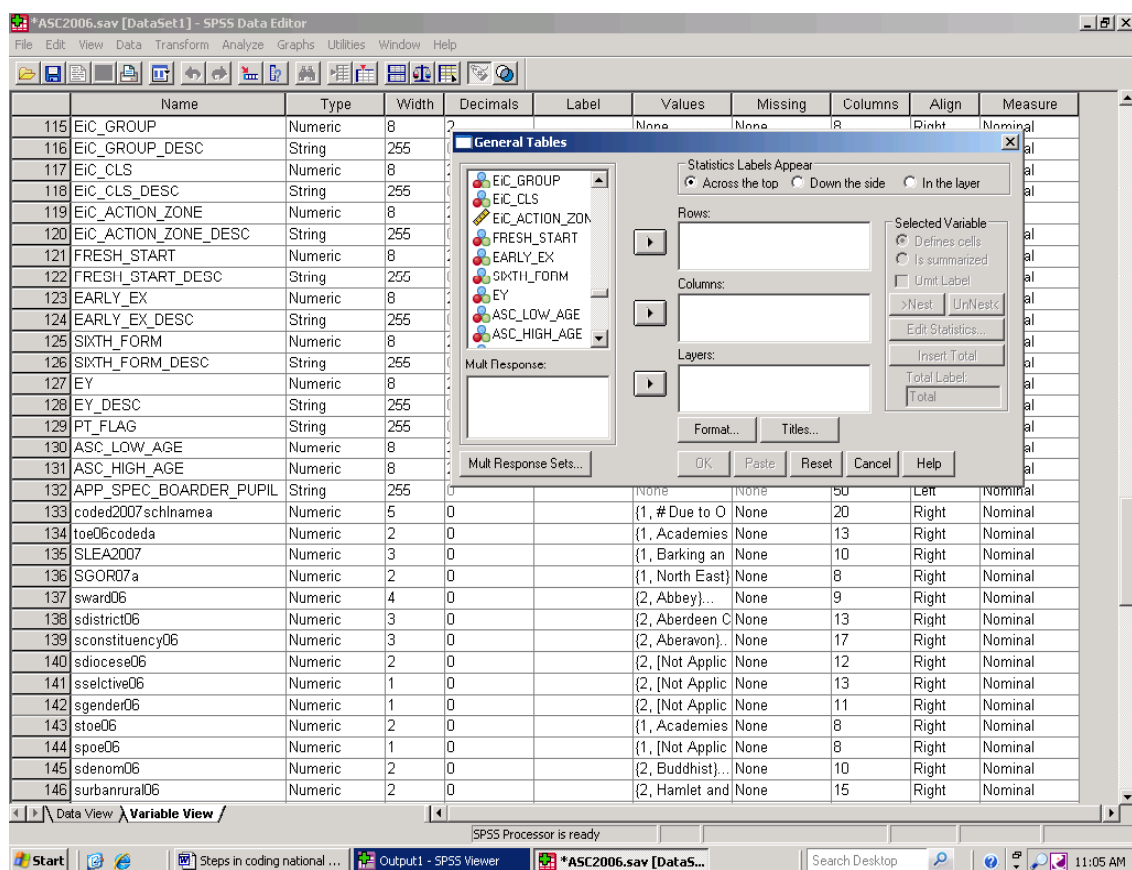 *ASC2006.sav [DataSet1] - SPSS Data Editor
File Edit View Data Transform Analyze Graphs Utilities Window Help
Name Type Width Decimals Label Values Missing Columns Align Measure
115 EiC_GROUP Numeric 8 2 None None 8 Right Nominal
116 EiC_GROUP_DESC String 255
117 EiC_CLS Numeric 8
118 EiC_CLS_DESC String 255
119 EiC_ACTION_ZONE Numeric 8
120 EiC_ACTION_ZONE_DESC String 255
121 FRESH_START Numeric 8
122 FRESH_START_DESC String 255
123 EARLY_EX Numeric 8
124 EARLY_EX_DESC String 255
125 SIXTH_FORM Numeric 8
126 SIXTH_FORM_DESC String 255
127 EY Numeric 8
128 EY_DESC String 255
129 PT_FLAG String 255
130 ASC_LOW_AGE Numeric 8
131 ASC_HIGH_AGE Numeric 8
132 APP_SPEC_BOARDER_PUPIL String 255 0 None None 50 Left Nominal
133 coded2007schlnamea Numeric 5 0 {1, # Due to O None 20 Right Nominal
134 toe06codeda Numeric 2 0 {1, Academies None 13 Right Nominal
135 SLEA2007 Numeric 3 0 {1, Barking an None 10 Right Nominal
136 SGOR07a Numeric 2 0 {1, North East} None 8 Right Nominal
137 sward06 Numeric 4 0 {2, Abbey}... None 9 Right Nominal
138 sdistrict06 Numeric 3 0 {2, Aberdeen C None 13 Right Nominal
139 sconstituency06 Numeric 3 0 {2, Aberavon}.. None 17 Right Nominal
140 sdiocese06 Numeric 2 0 {2, [Not Applic None 12 Right Nominal
141 sselctive06 Numeric 1 0 {2, [Not Applic None 13 Right Nominal
142 sgender06 Numeric 1 0 {2, [Not Applic None 11 Right Nominal
143 stoe06 Numeric 2 0 {1, Academies None 8 Right Nominal
144 spoe06 Numeric 1 0 {1, [Not Applic None 8 Right Nominal
145 sdenom06 Numeric 2 0 {2, Buddhist}... None 10 Right Nominal
146 surbanrural06 Numeric 2 0 {2, Hamlet and None 15 Right Nominal
General Tables
EiC_GROUP
EiC_CLS
EiC_ACTION_ZON
FRESH_START
EARLY_EX
SIXTH_FORM
EY
ASC_LOW_AGE
ASC_HIGH_AGE
Mult Response:
Mult Response Sets...
Statistics Labels Appear
Across the top Down the side In the layer
Rows:
Columns:
Layers:
Selected Variable
Defines cells
Is summarized
Omit Label
>Nest UnNest<
Edit Statistics...
Insert Total
Total Label:
Total
Format... Titles...
OK Paste Reset Cancel Help
Data View Variable View
SPSS Processor is ready
Start Steps in coding national ... Output1 - SPSS Viewer *ASC2006.sav [DataS... Search Desktop 11:05 AM